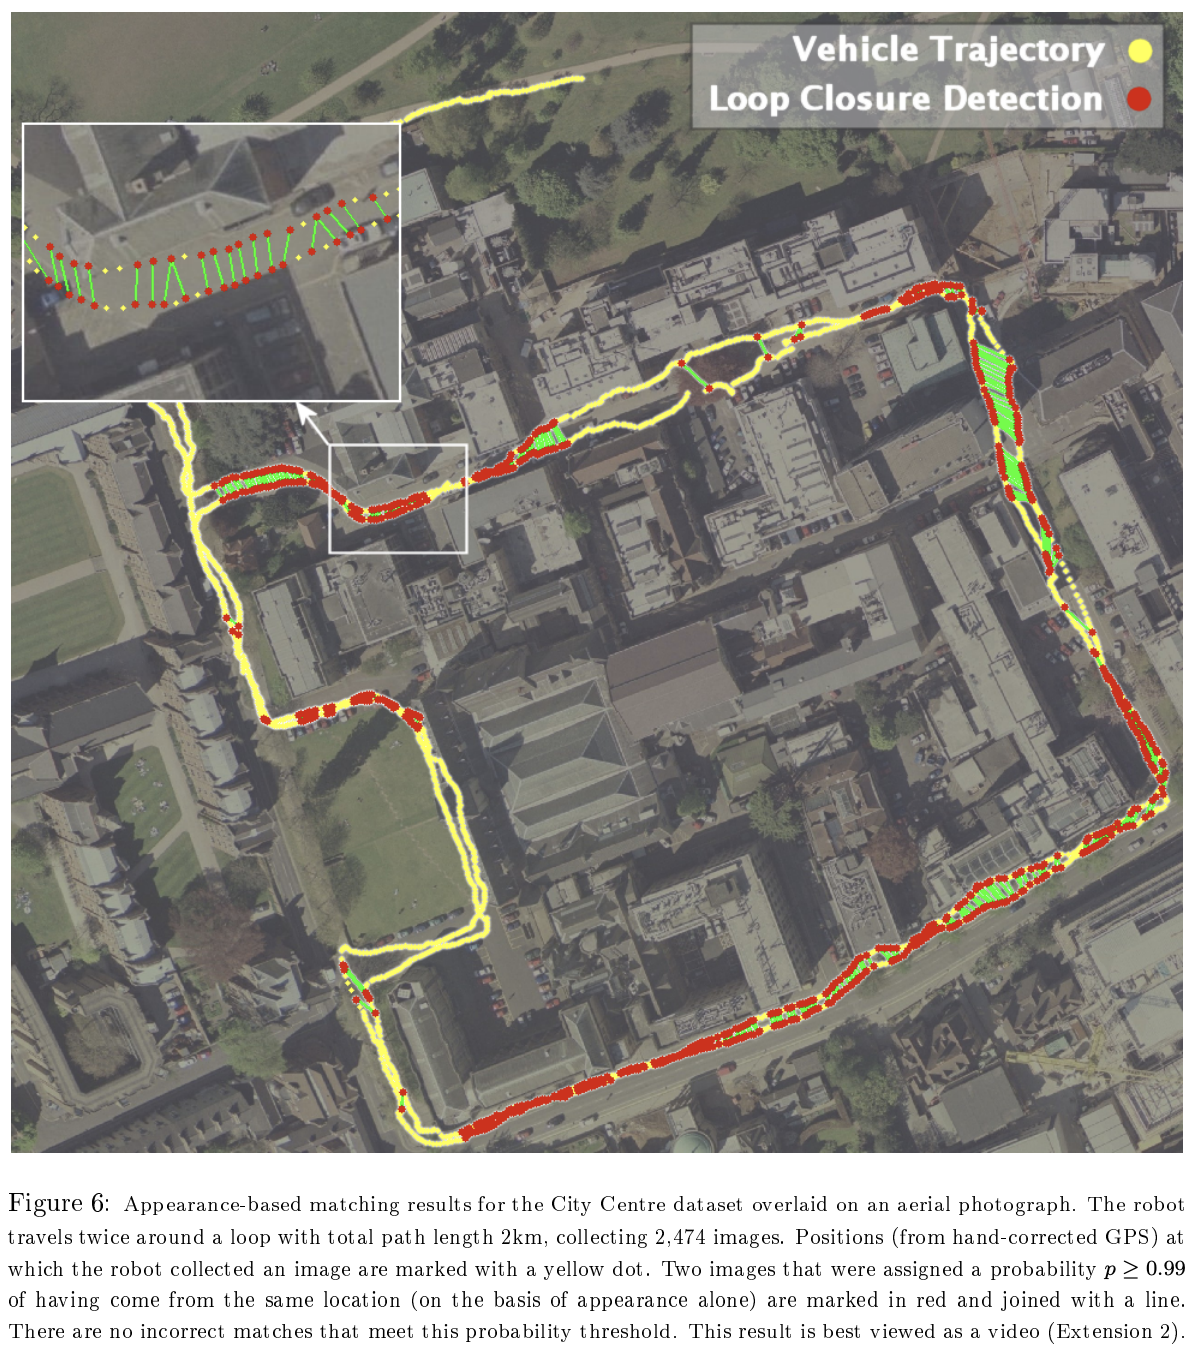 Vehicle Trajectory
Loop Closure Detection
Figure 6: Appearance-based matching results for the City Centre dataset overlaid on an aerial photograph. The robot
travels twice around a loop with total path length 2km, collecting 2,474 images. Positions (from hand-corrected GPS) at
which the robot collected an image are marked with a yellow dot. Two images that were assigned a probability p ≥ 0.99
of having come from the same location (on the basis of appearance alone) are marked in red and joined with a line.
There are no incorrect matches that meet this probability threshold. This result is best viewed as a video (Extension 2).